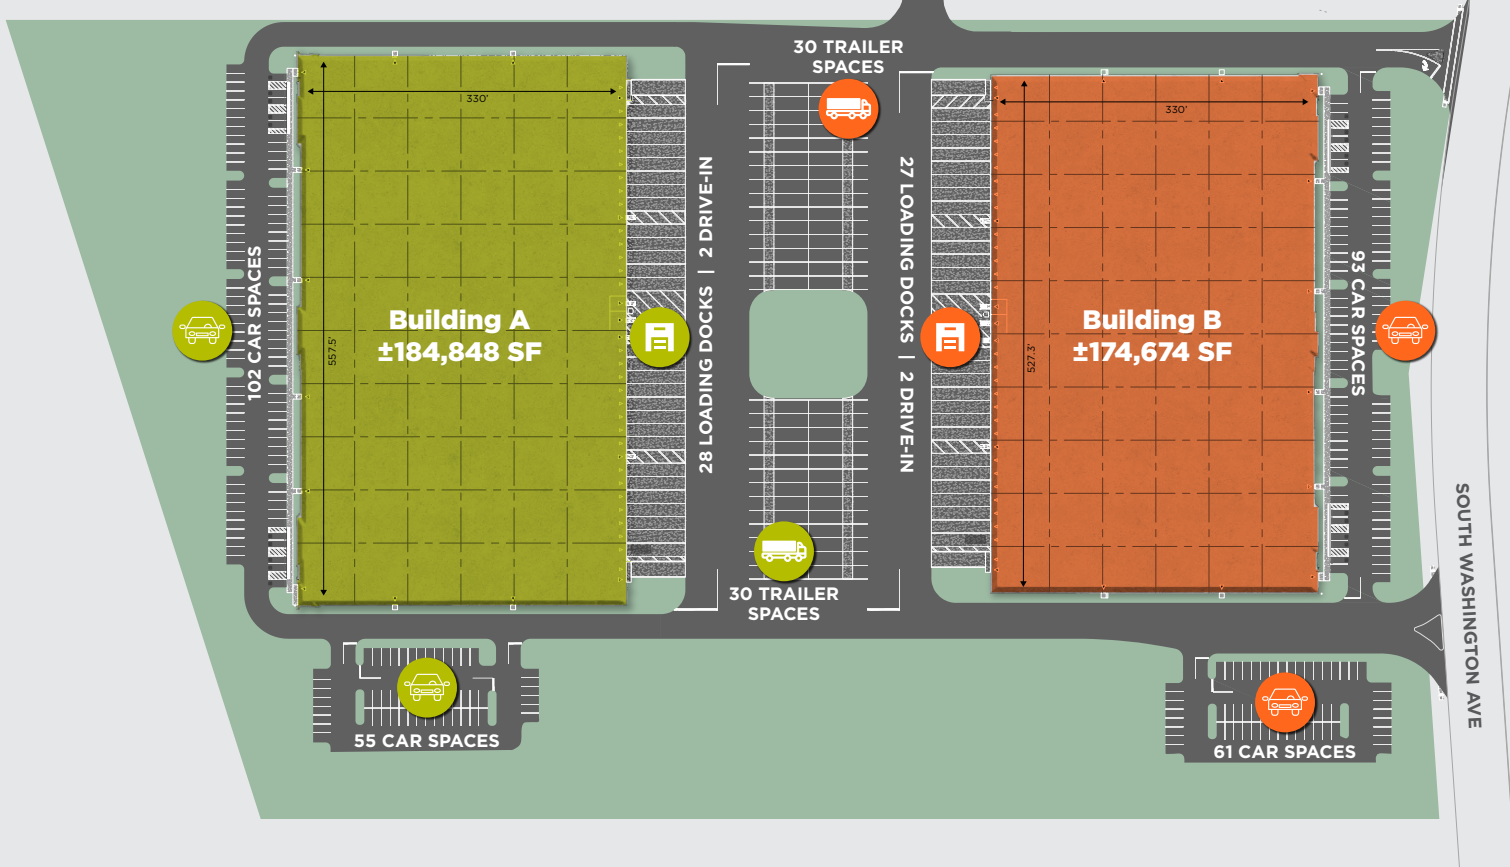 30 TRAILER
SPACES
330'
330'
557.5'
527.3'
102 CAR SPACES
Building A
±184,848 SF
28 LOADING DOCKS | 2 DRIVE-IN
27 LOADING DOCKS | 2 DRIVE-IN
Building B
±174,674 SF
93 CAR SPACES
SOUTH WASHINGTON AVE
30 TRAILER
SPACES
55 CAR SPACES
61 CAR SPACES